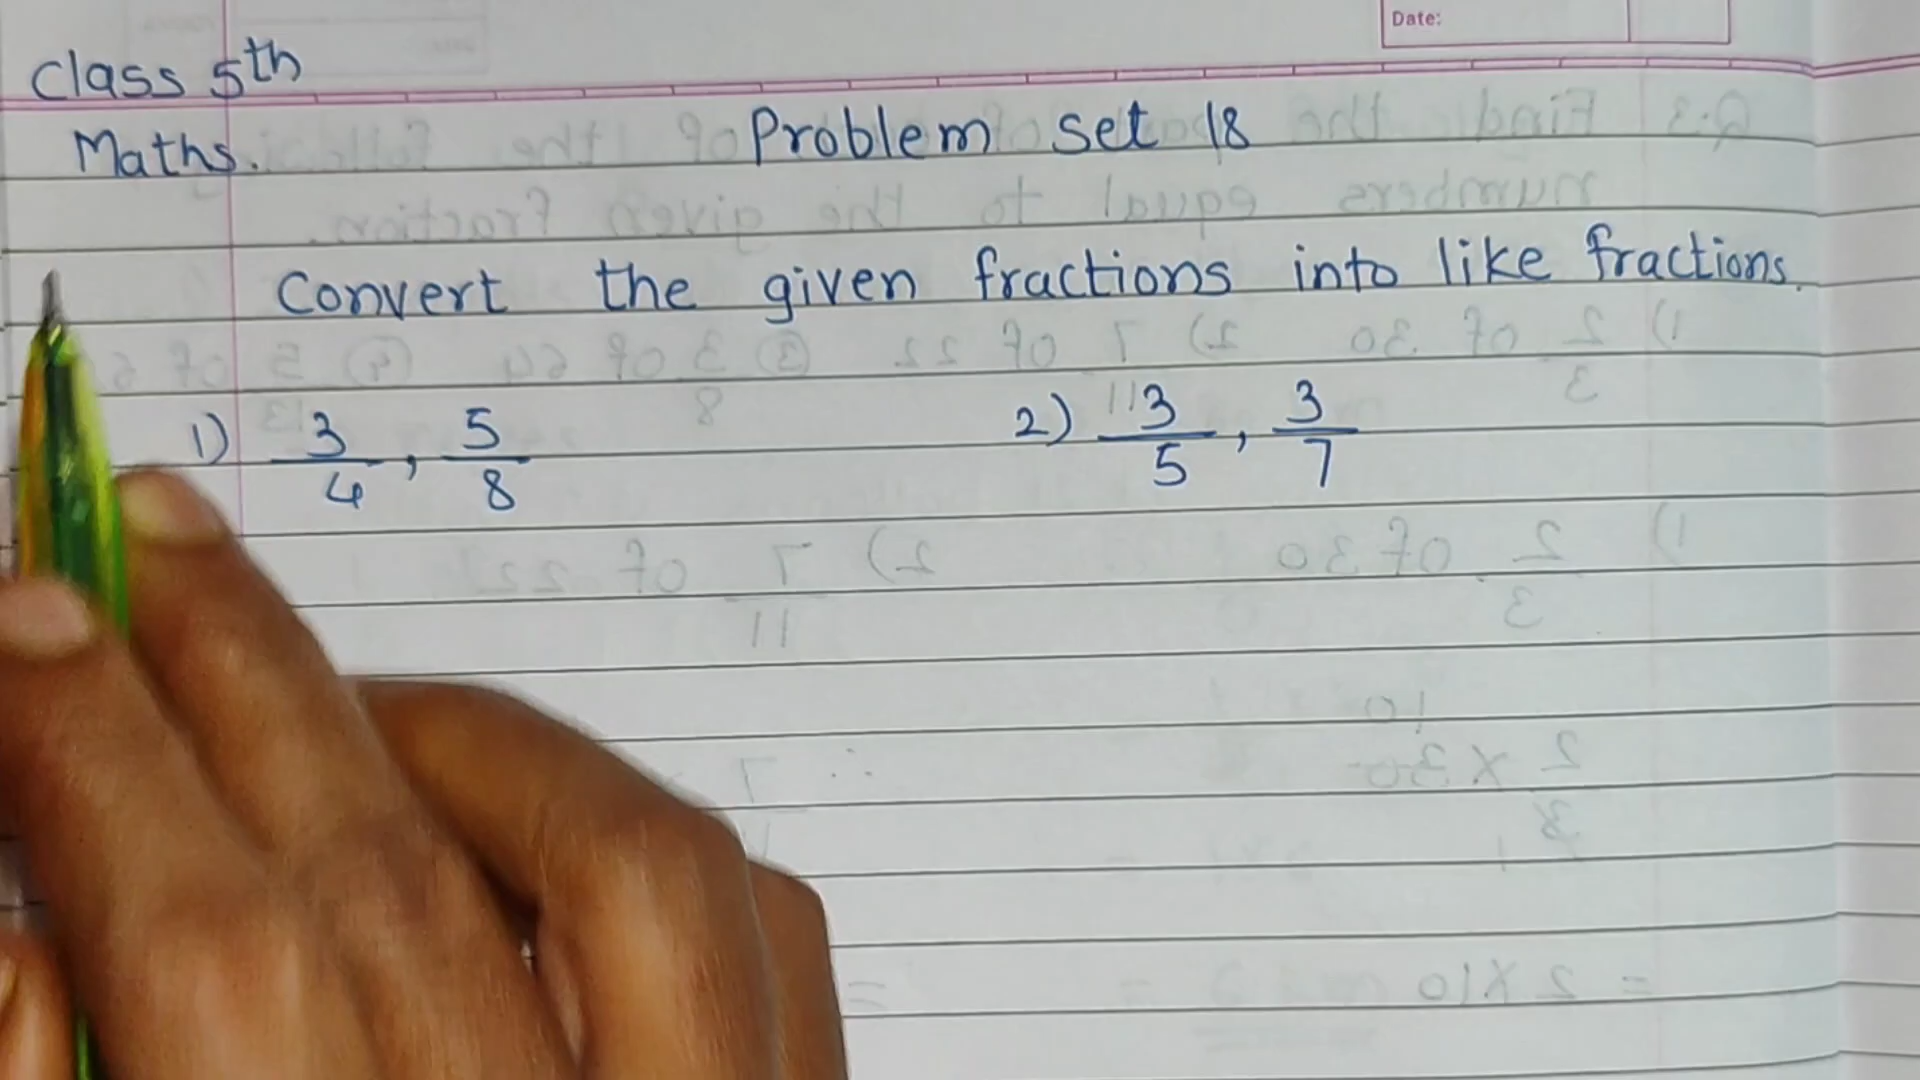 Date:
Class 5th
Maths. Problem set 18
Convert the given fractions into like fractions.
1) 3/4, 5/8 2) 3/5, 3/7